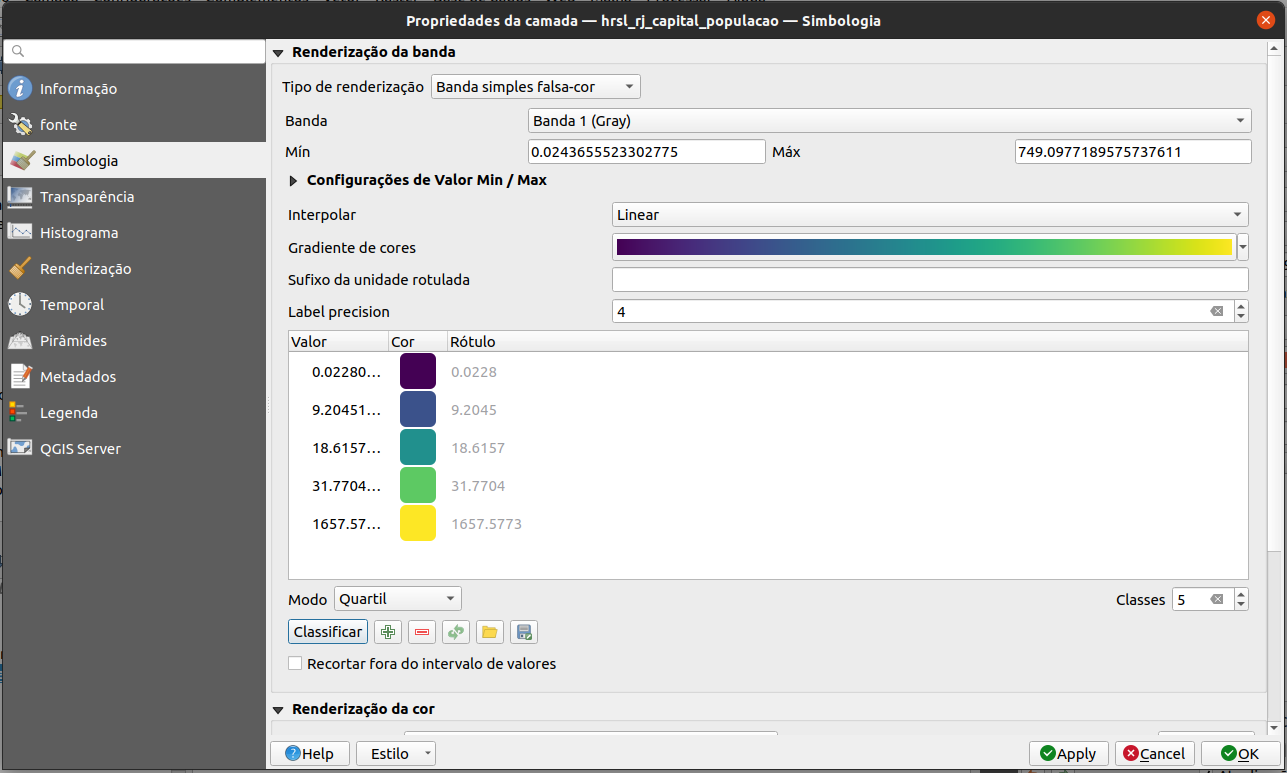 Propriedades da camada — hrsl_rj_capital_populacao — Simbologia
Informação
fonte
Simbologia
Transparência
Histograma
Renderização
Temporal
Pirâmides
Metadados
Legenda
QGIS Server
Renderização da banda
Tipo de renderização Banda simples falsa-cor
Banda Banda 1 (Gray)
Mín 0.0243655523302775 Máx 749.0977189575737611
Configurações de Valor Min / Max
Interpolar Linear
Gradiente de cores
Sufixo da unidade rotulada
Label precision 4
Valor Cor Rótulo
0.02280… 0.0228
9.20451… 9.2045
18.6157… 18.6157
31.7704… 31.7704
1657.57… 1657.5773
Modo Quartil Classes 5
Classificar
Recortar fora do intervalo de valores
Renderização da cor
Help Estilo Apply Cancel OK